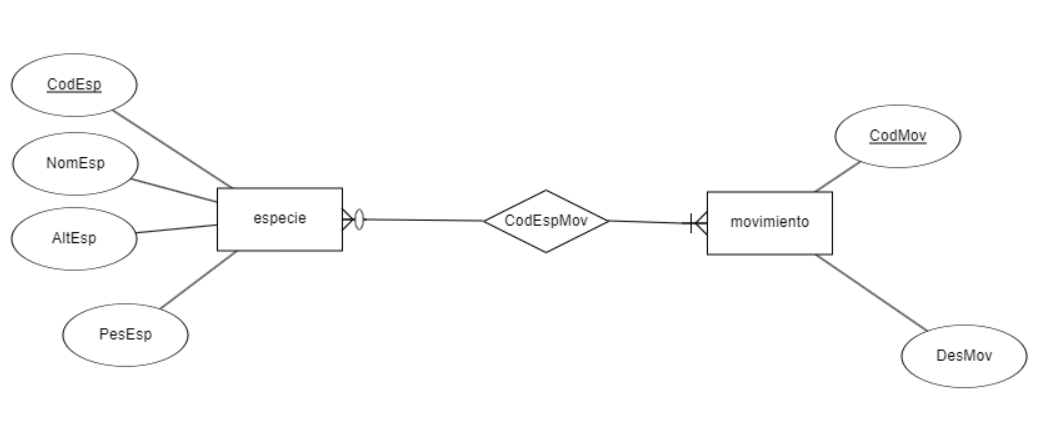 CodEsp
NomEsp
AltEsp
PesEsp
especie
CodEspMov
movimiento
CodMov
DesMov